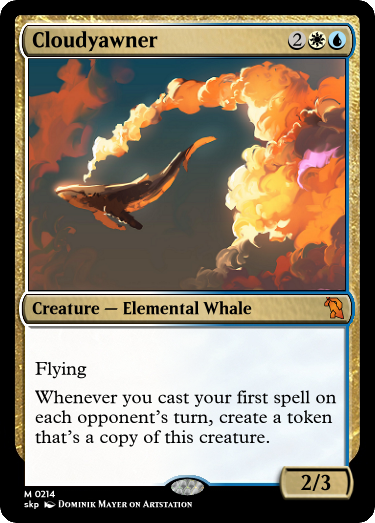 Cloudyawner 2
Creature — Elemental Whale
Flying
Whenever you cast your first spell on
each opponent's turn, create a token
that's a copy of this creature.
2/3
M 0214
skp Dominik Mayer on Artstation